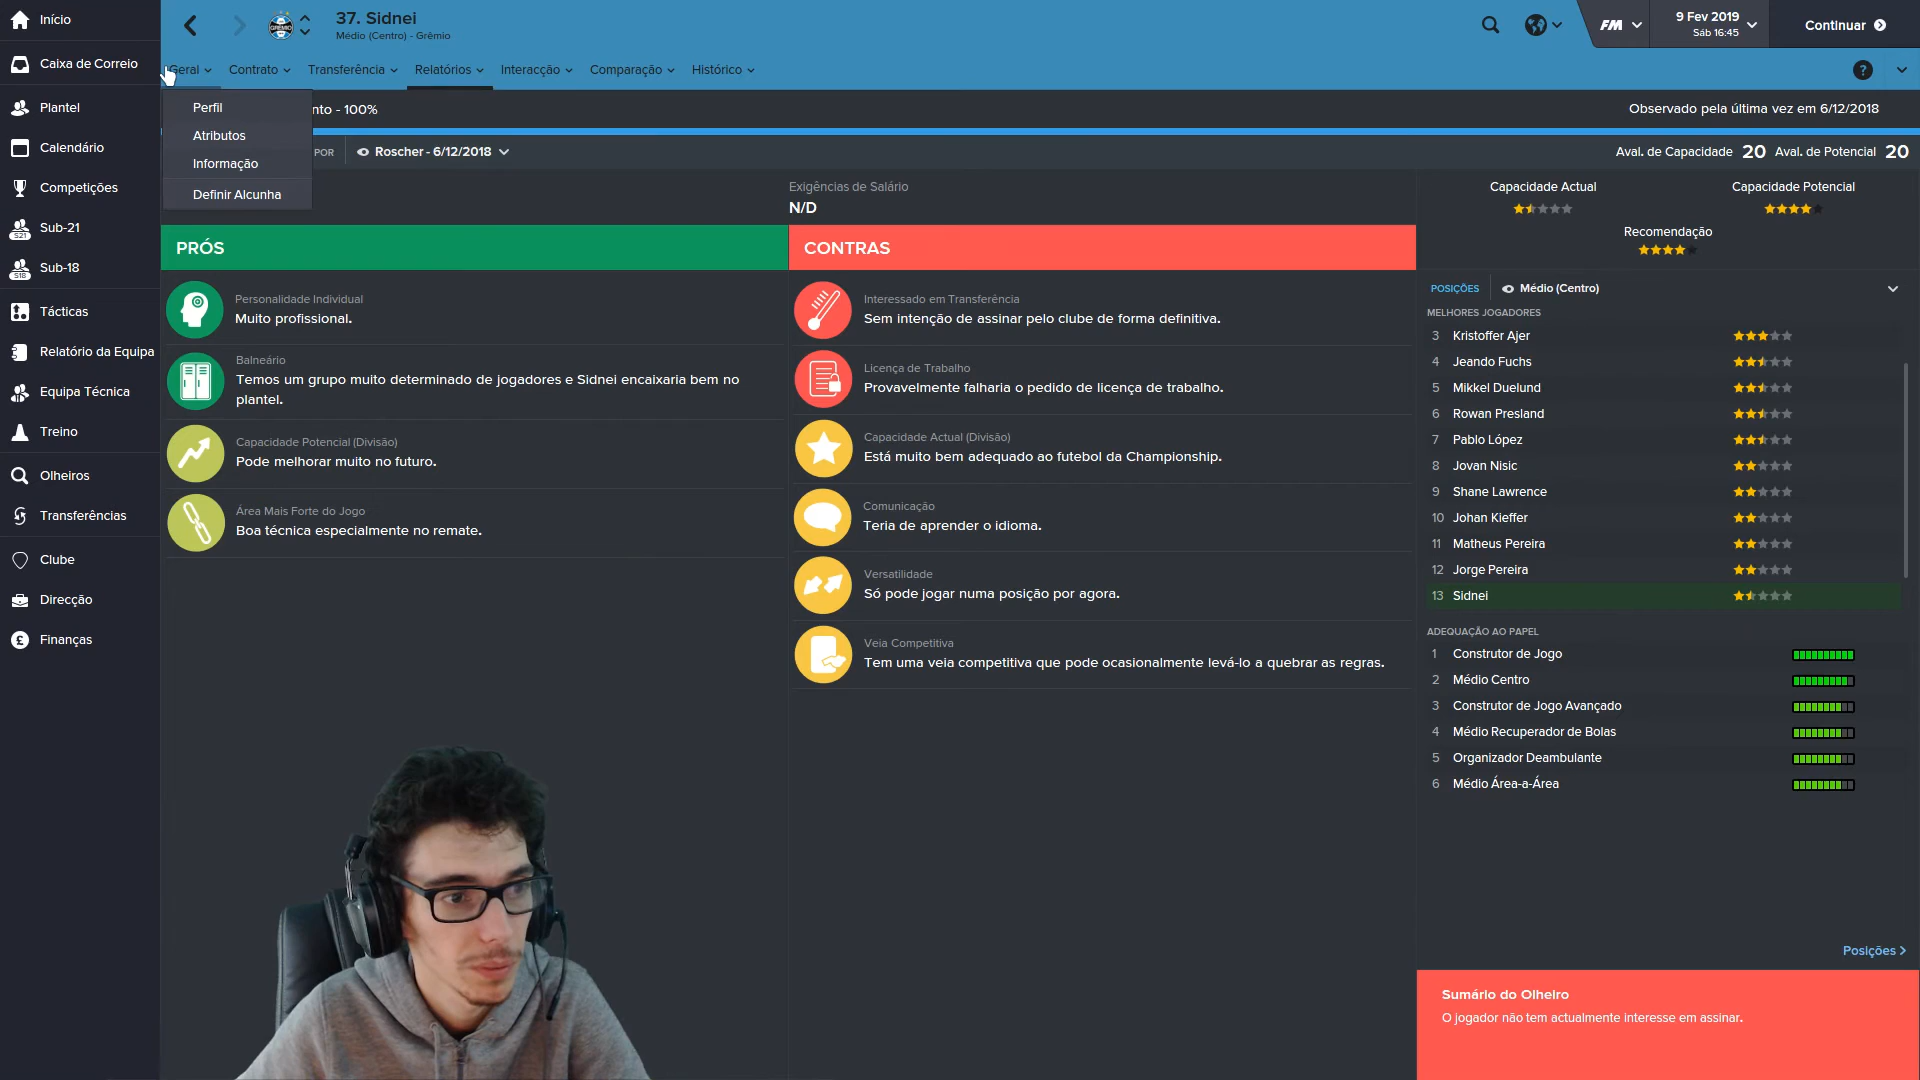 Início
Caixa de Correio
Plantel
Calendário
Competições
Sub-21
Sub-18
Tácticas
Relatório da Equipa
Equipa Técnica
Treino
Olheiros
Transferências
Clube
Direcção
Finanças
37. Sidnei
Médio (Centro) - Grêmio
FM
9 Fev 2019
Sáb 16:45
Continuar
Geral
Contrato
Transferência
Relatórios
Interacção
Comparação
Histórico
Perfil
Atributos
Informação
Definir Alcunha
nto - 100%
Observado pela última vez em 6/12/2018
POR
Roscher - 6/12/2018
Aval. de Capacidade 20 Aval. de Potencial 20
Exigências de Salário
N/D
PRÓS
Personalidade Individual
Muito profissional.
Balneário
Temos um grupo muito determinado de jogadores e Sidnei encaixaria bem no
plantel.
Capacidade Potencial (Divisão)
Pode melhorar muito no futuro.
Área Mais Forte do Jogo
Boa técnica especialmente no remate.
CONTRAS
Interessado em Transferência
Sem intenção de assinar pelo clube de forma definitiva.
Licença de Trabalho
Provavelmente falharia o pedido de licença de trabalho.
Capacidade Actual (Divisão)
Está muito bem adequado ao futebol da Championship.
Comunicação
Teria de aprender o idioma.
Versatilidade
Só pode jogar numa posição por agora.
Veia Competitiva
Tem uma veia competitiva que pode ocasionalmente levá-lo a quebrar as regras.
Capacidade Actual
Capacidade Potencial
Recomendação
POSIÇÕES
Médio (Centro)
MELHORES JOGADORES
3 Kristoffer Ajer
4 Jeando Fuchs
5 Mikkel Duelund
6 Rowan Presland
7 Pablo López
8 Jovan Nisic
9 Shane Lawrence
10 Johan Kieffer
11 Matheus Pereira
12 Jorge Pereira
13 Sidnei
ADEQUAÇÃO AO PAPEL
1 Construtor de Jogo
2 Médio Centro
3 Construtor de Jogo Avançado
4 Médio Recuperador de Bolas
5 Organizador Deambulante
6 Médio Área-a-Área
Posições
Sumário do Olheiro
O jogador não tem actualmente interesse em assinar.